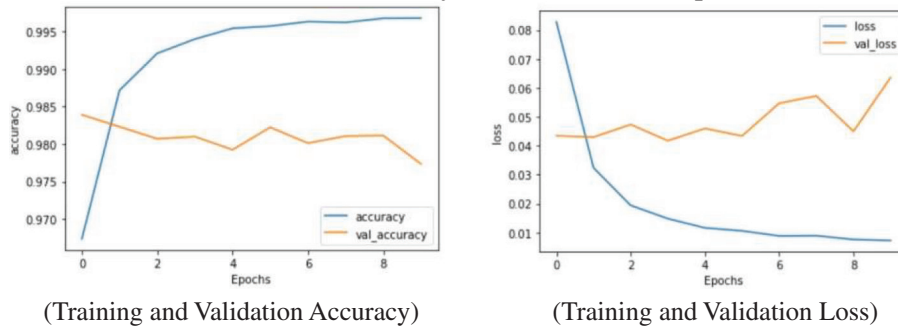 0.995
0.990
0.985
0.980
0.975
0.970
accuracy
0 2 4 6 8
Epochs
accuracy
val_accuracy
(Training and Validation Accuracy)
0.08
0.07
0.06
0.05
0.04
0.03
0.02
0.01
loss
0 2 4 6 8
Epochs
loss
val_loss
(Training and Validation Loss)